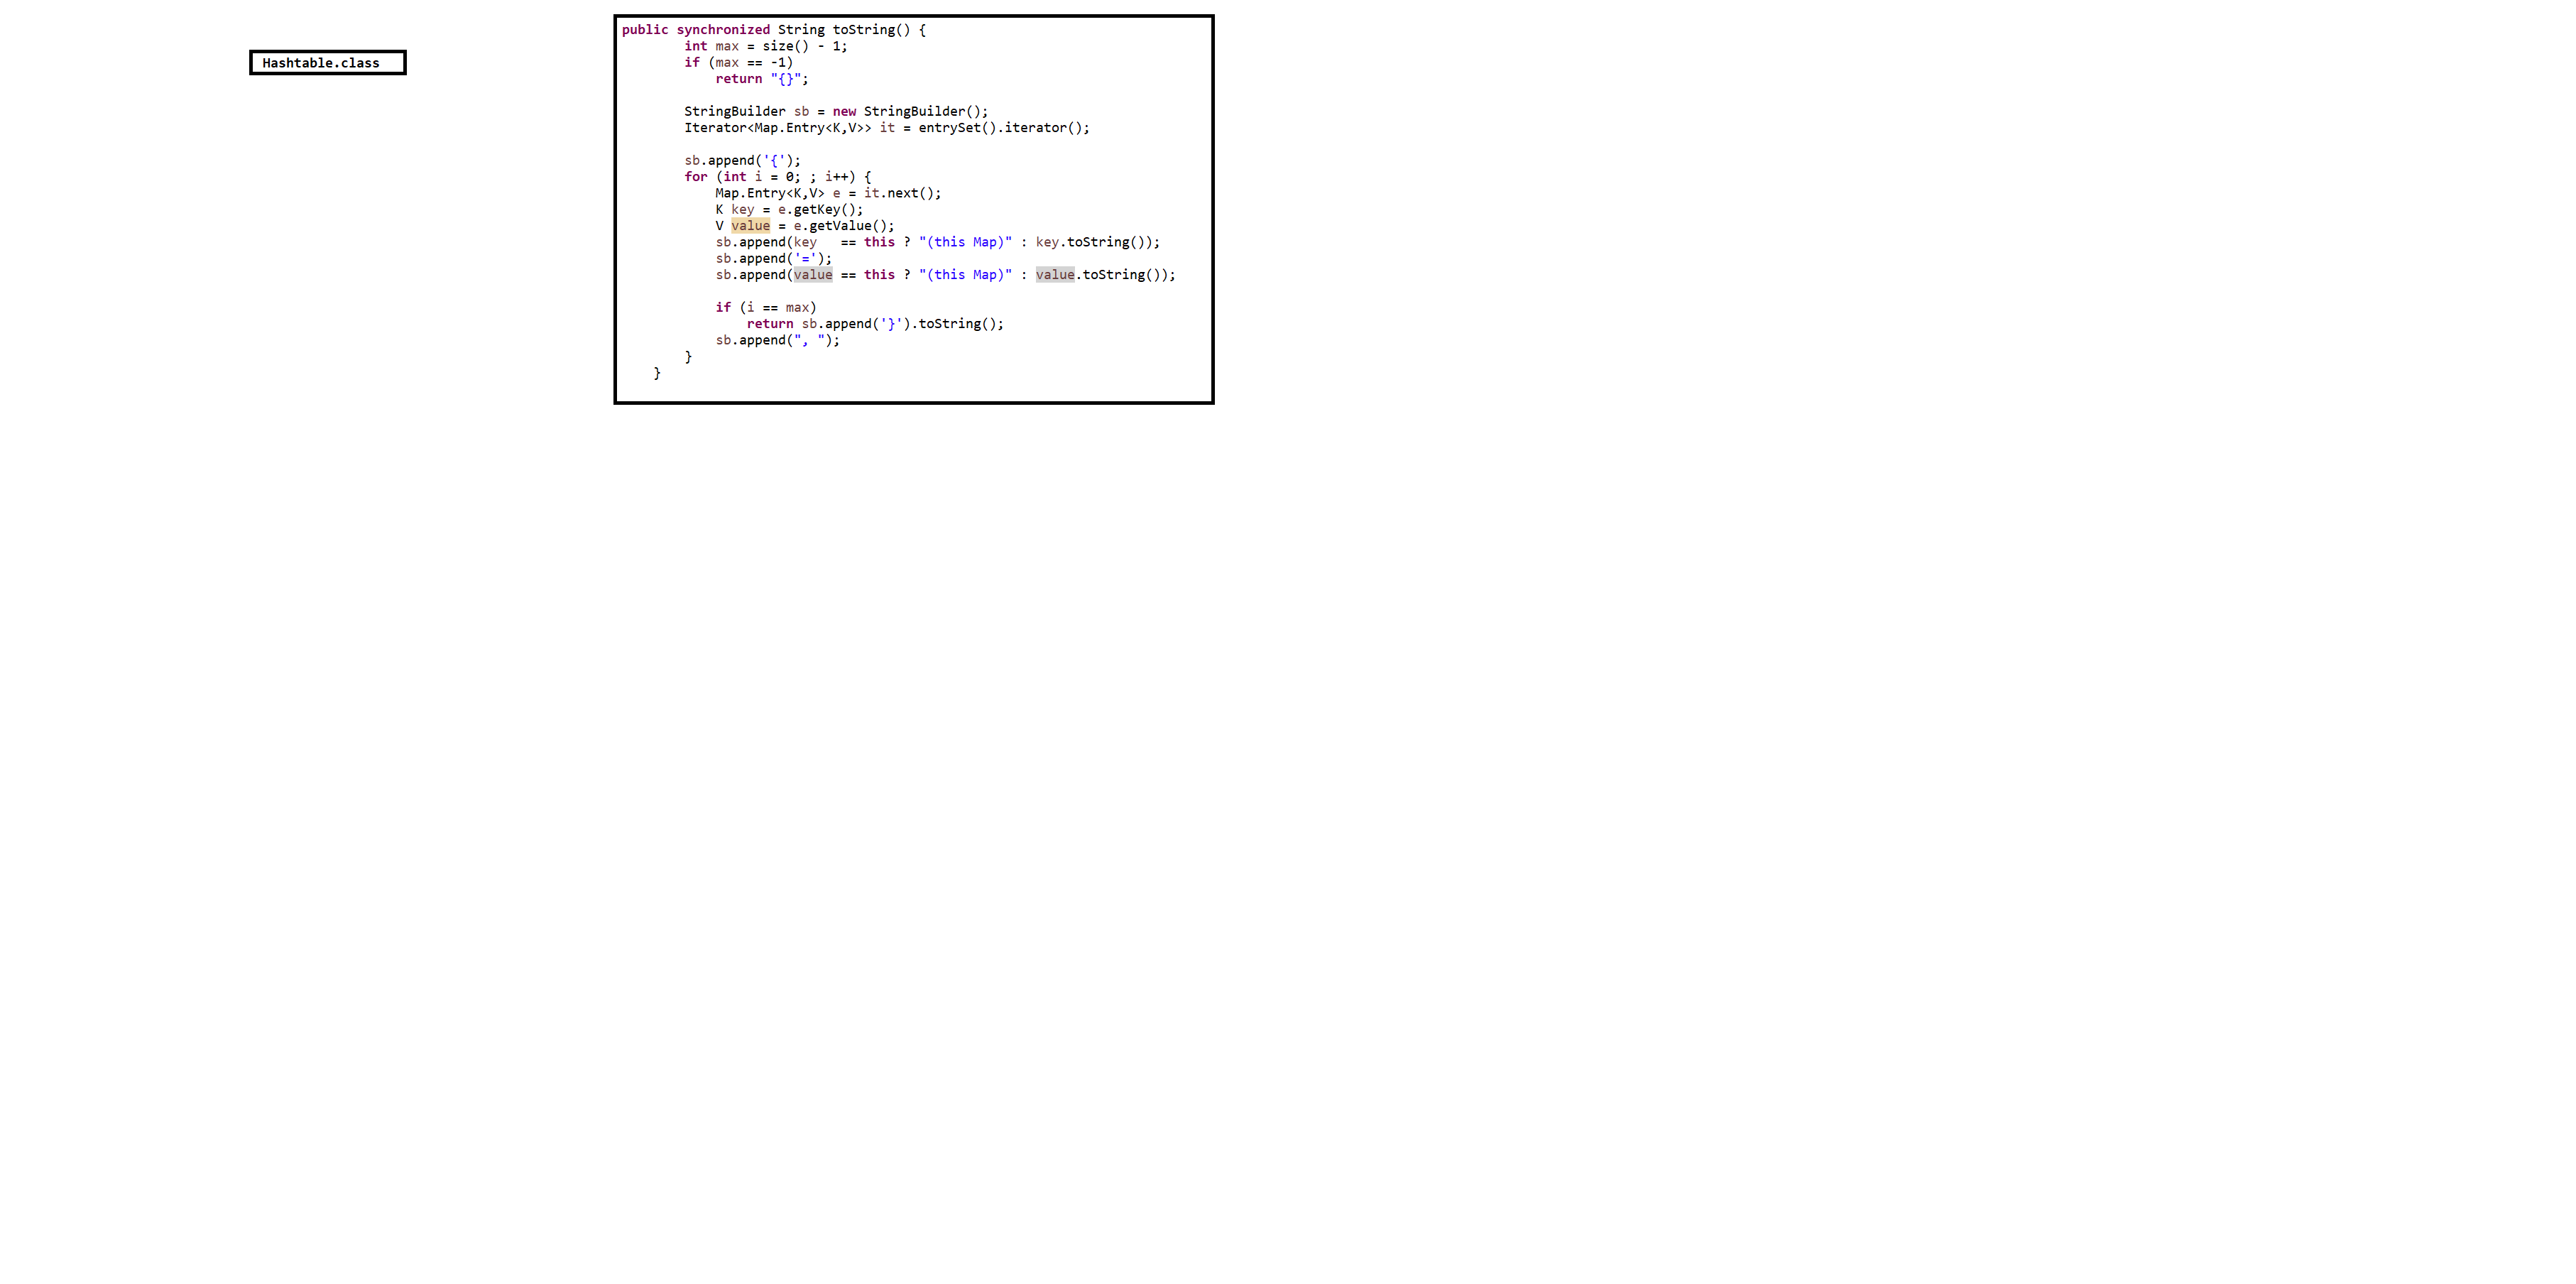 Hashtable.class
public synchronized String toString() {
        int max = size() - 1;
        if (max == -1)
            return "{}";

        StringBuilder sb = new StringBuilder();
        Iterator<Map.Entry<K,V>> it = entrySet().iterator();

        sb.append('{');
        for (int i = 0; ; i++) {
            Map.Entry<K,V> e = it.next();
            K key = e.getKey();
            V value = e.getValue();
            sb.append(key   == this ? "(this Map)" : key.toString());
            sb.append('=');
            sb.append(value == this ? "(this Map)" : value.toString());

            if (i == max)
                return sb.append('}').toString();
            sb.append(", ");
        }
    }